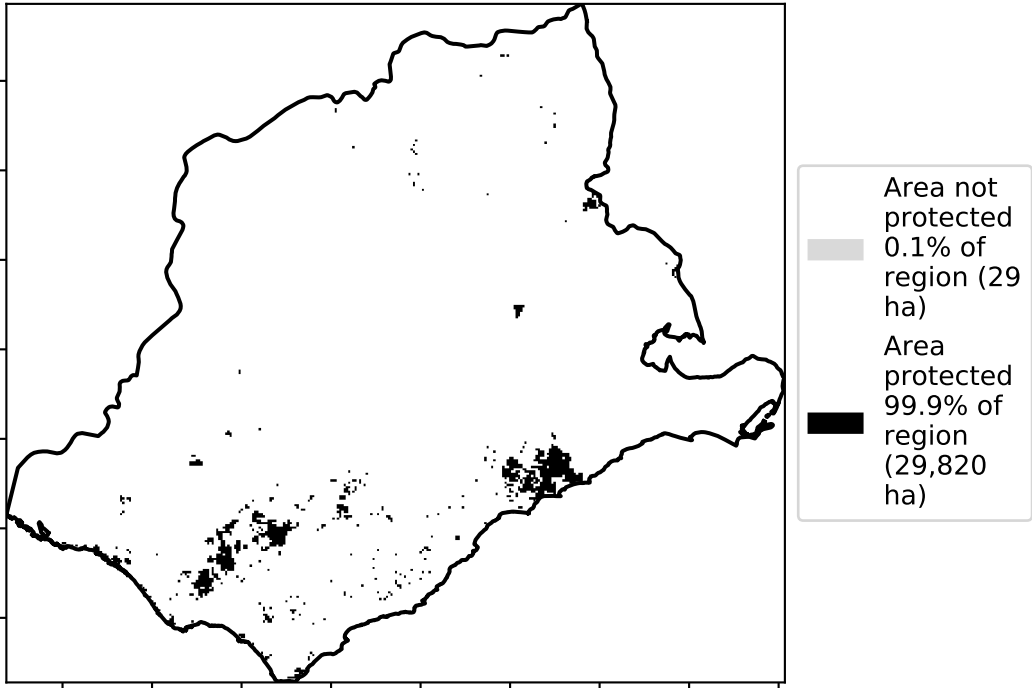 Area not
protected
0.1% of
region (29
ha)
Area
protected
99.9% of
region
(29,820
ha)